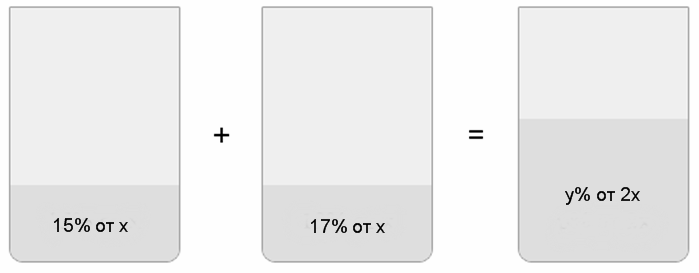 15% от x
+
17% от x
=
y% от 2x